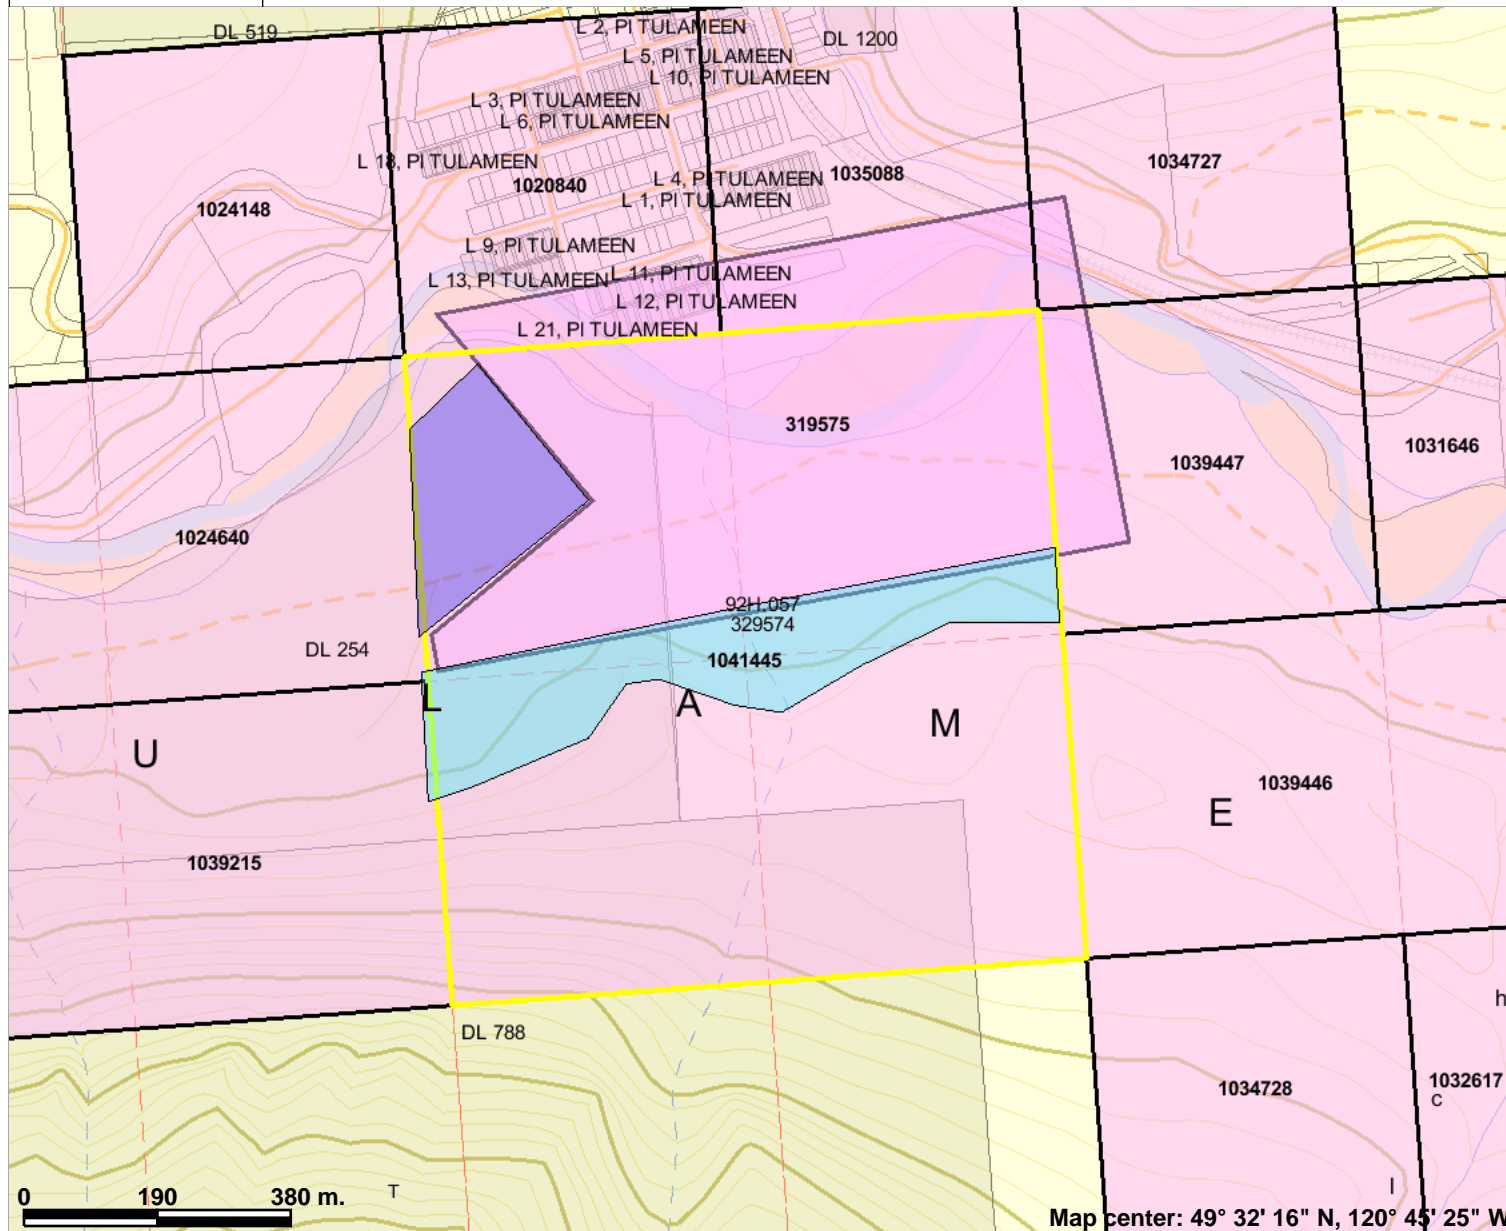 L 2, PI TULAMEEN
DL 519
DL 1200
L 5, PI TULAMEEN
L 10, PI TULAMEEN
L 3, PI TULAMEEN
L 6, PI TULAMEEN
L 18, PI TULAMEEN
1034727
1035088
L 4, PI TULAMEEN
1020840
L 1, PI TULAMEEN
1024148
L 9, PI TULAMEEN
L 11, PI TULAMEEN
L 13, PI TULAMEEN
L 12, PI TULAMEEN
L 21, PI TULAMEEN
319575
1031646
1039447
1024640
92H.057
329574
DL 254
1041445
L
A
M
U
1039446
E
1039215
h
DL 788
1032617
1034728
C
T
I
0 190 380 m.
Map center: 49° 32' 16" N, 120° 45' 25" W